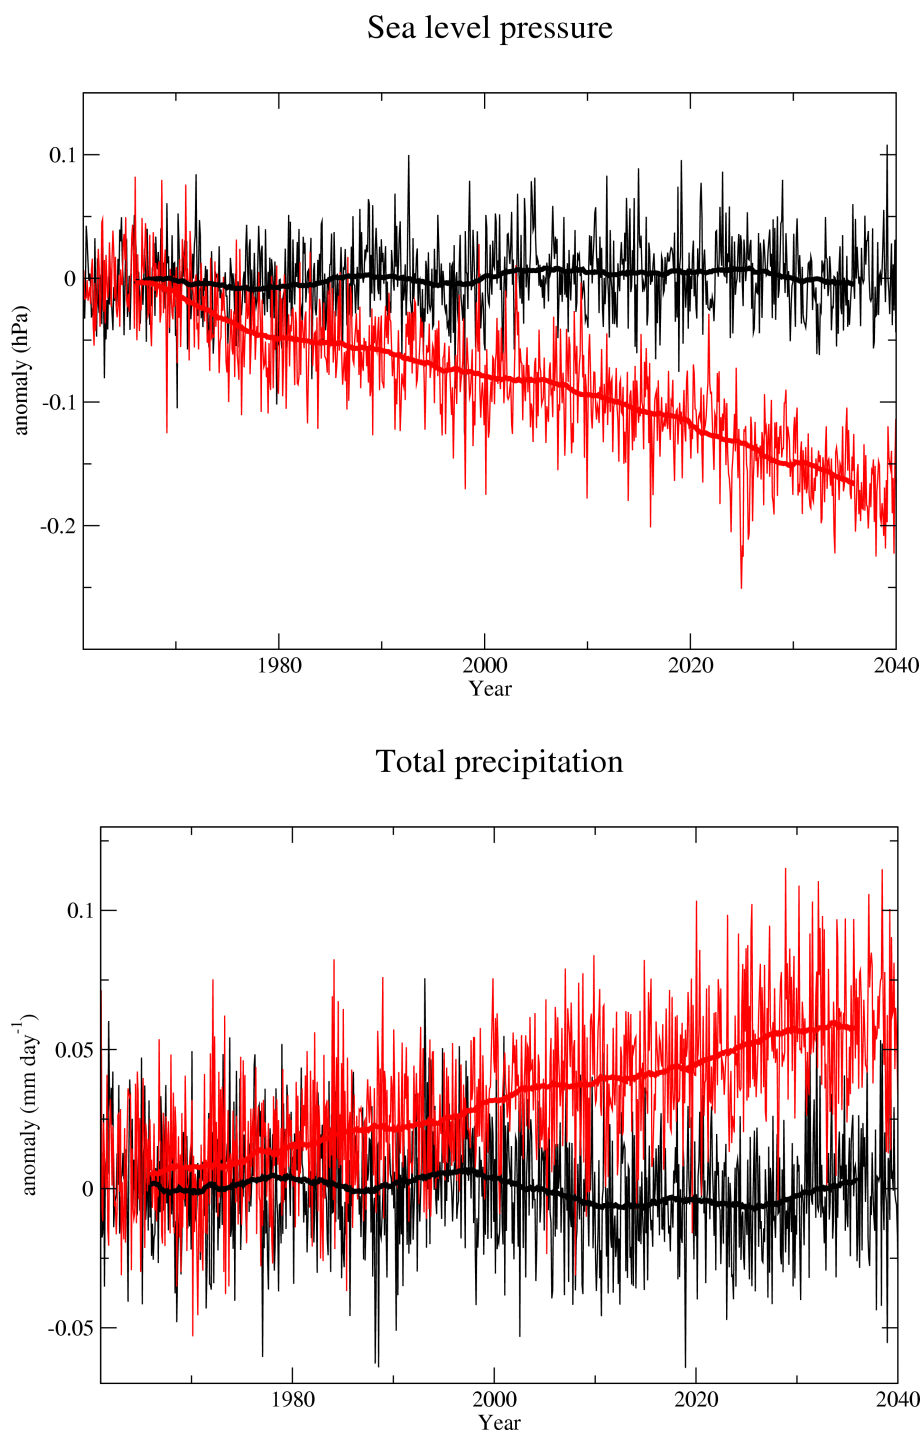 Sea level pressure
0.1
0
-0.1
-0.2
anomaly (hPa)
1980 2000 2020 2040
Year
Total precipitation
0.1
0.05
0
-0.05
anomaly (mm day-1)
1980 2000 2020 2040
Year